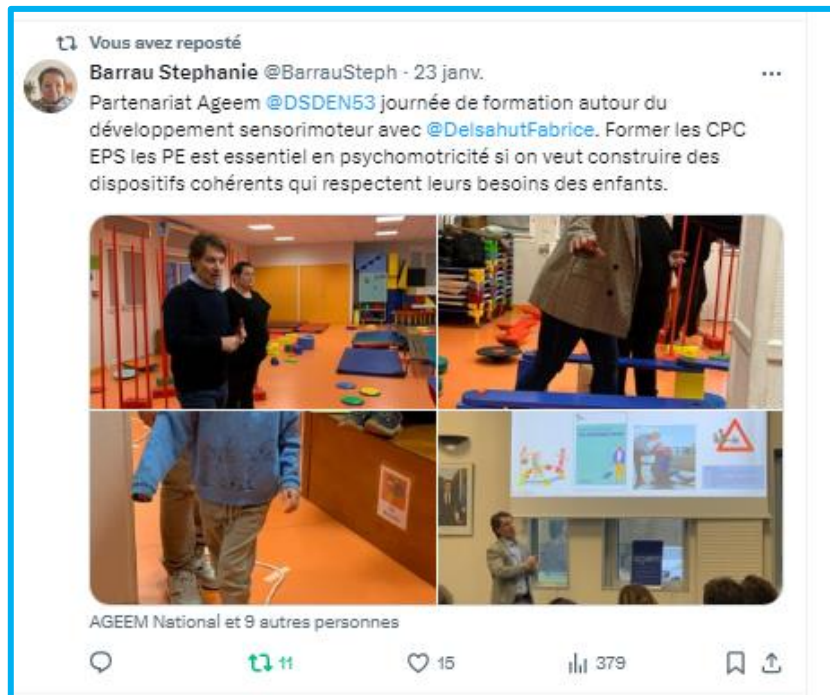 Vous avez reposté
Barrau Stephanie @BarrauSteph · 23 janv.
Partenariat Ageem @DSDEN53 journée de formation autour du
développement sensorimoteur avec @DelsahutFabrice. Former les CPC
EPS les PE est essentiel en psychomotricité si on veut construire des
dispositifs cohérents qui respectent leurs besoins des enfants.
AGEEM National et 9 autres personnes
11
15
379